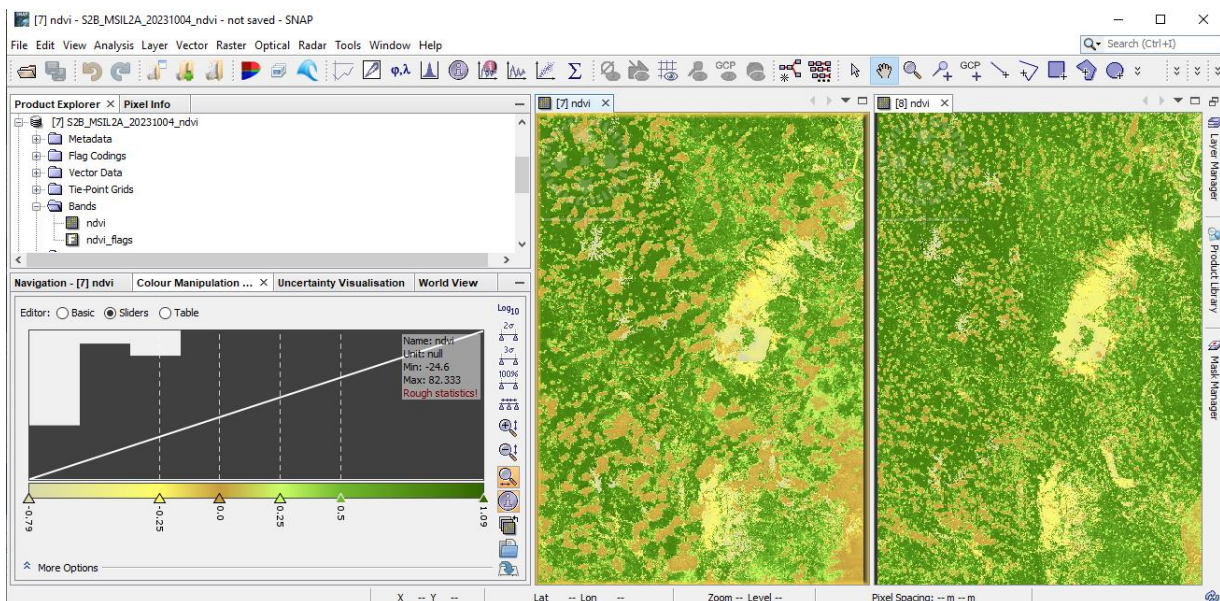 [7] ndvi - S2B_MSIL2A_20231004_ndvi - not saved - SNAP
File Edit View Analysis Layer Vector Raster Optical Radar Tools Window Help
Search (Ctrl+I)
φ,λ
GCP
GCP
Product Explorer Pixel Info
[7] S2B_MSIL2A_20231004_ndvi
Metadata
Flag Codings
Vector Data
Tie-Point Grids
Bands
ndvi
ndvi_flags
Navigation - [7] ndvi Colour Manipulation ... Uncertainty Visualisation World View
Editor: Basic Sliders Table
Name: ndvi
Unit: null
Min: -24.6
Max: 82.333
Rough statistics!
Log10
2σ
3σ
100%
-0.79 -0.25 0.0 0.25 0.5 1.09
More Options
[7] ndvi
[8] ndvi
Layer Manager
Product Library
Mask Manager
X -- Y -- Lat -- Lon -- Zoom -- Level -- Pixel Spacing: -- m -- m